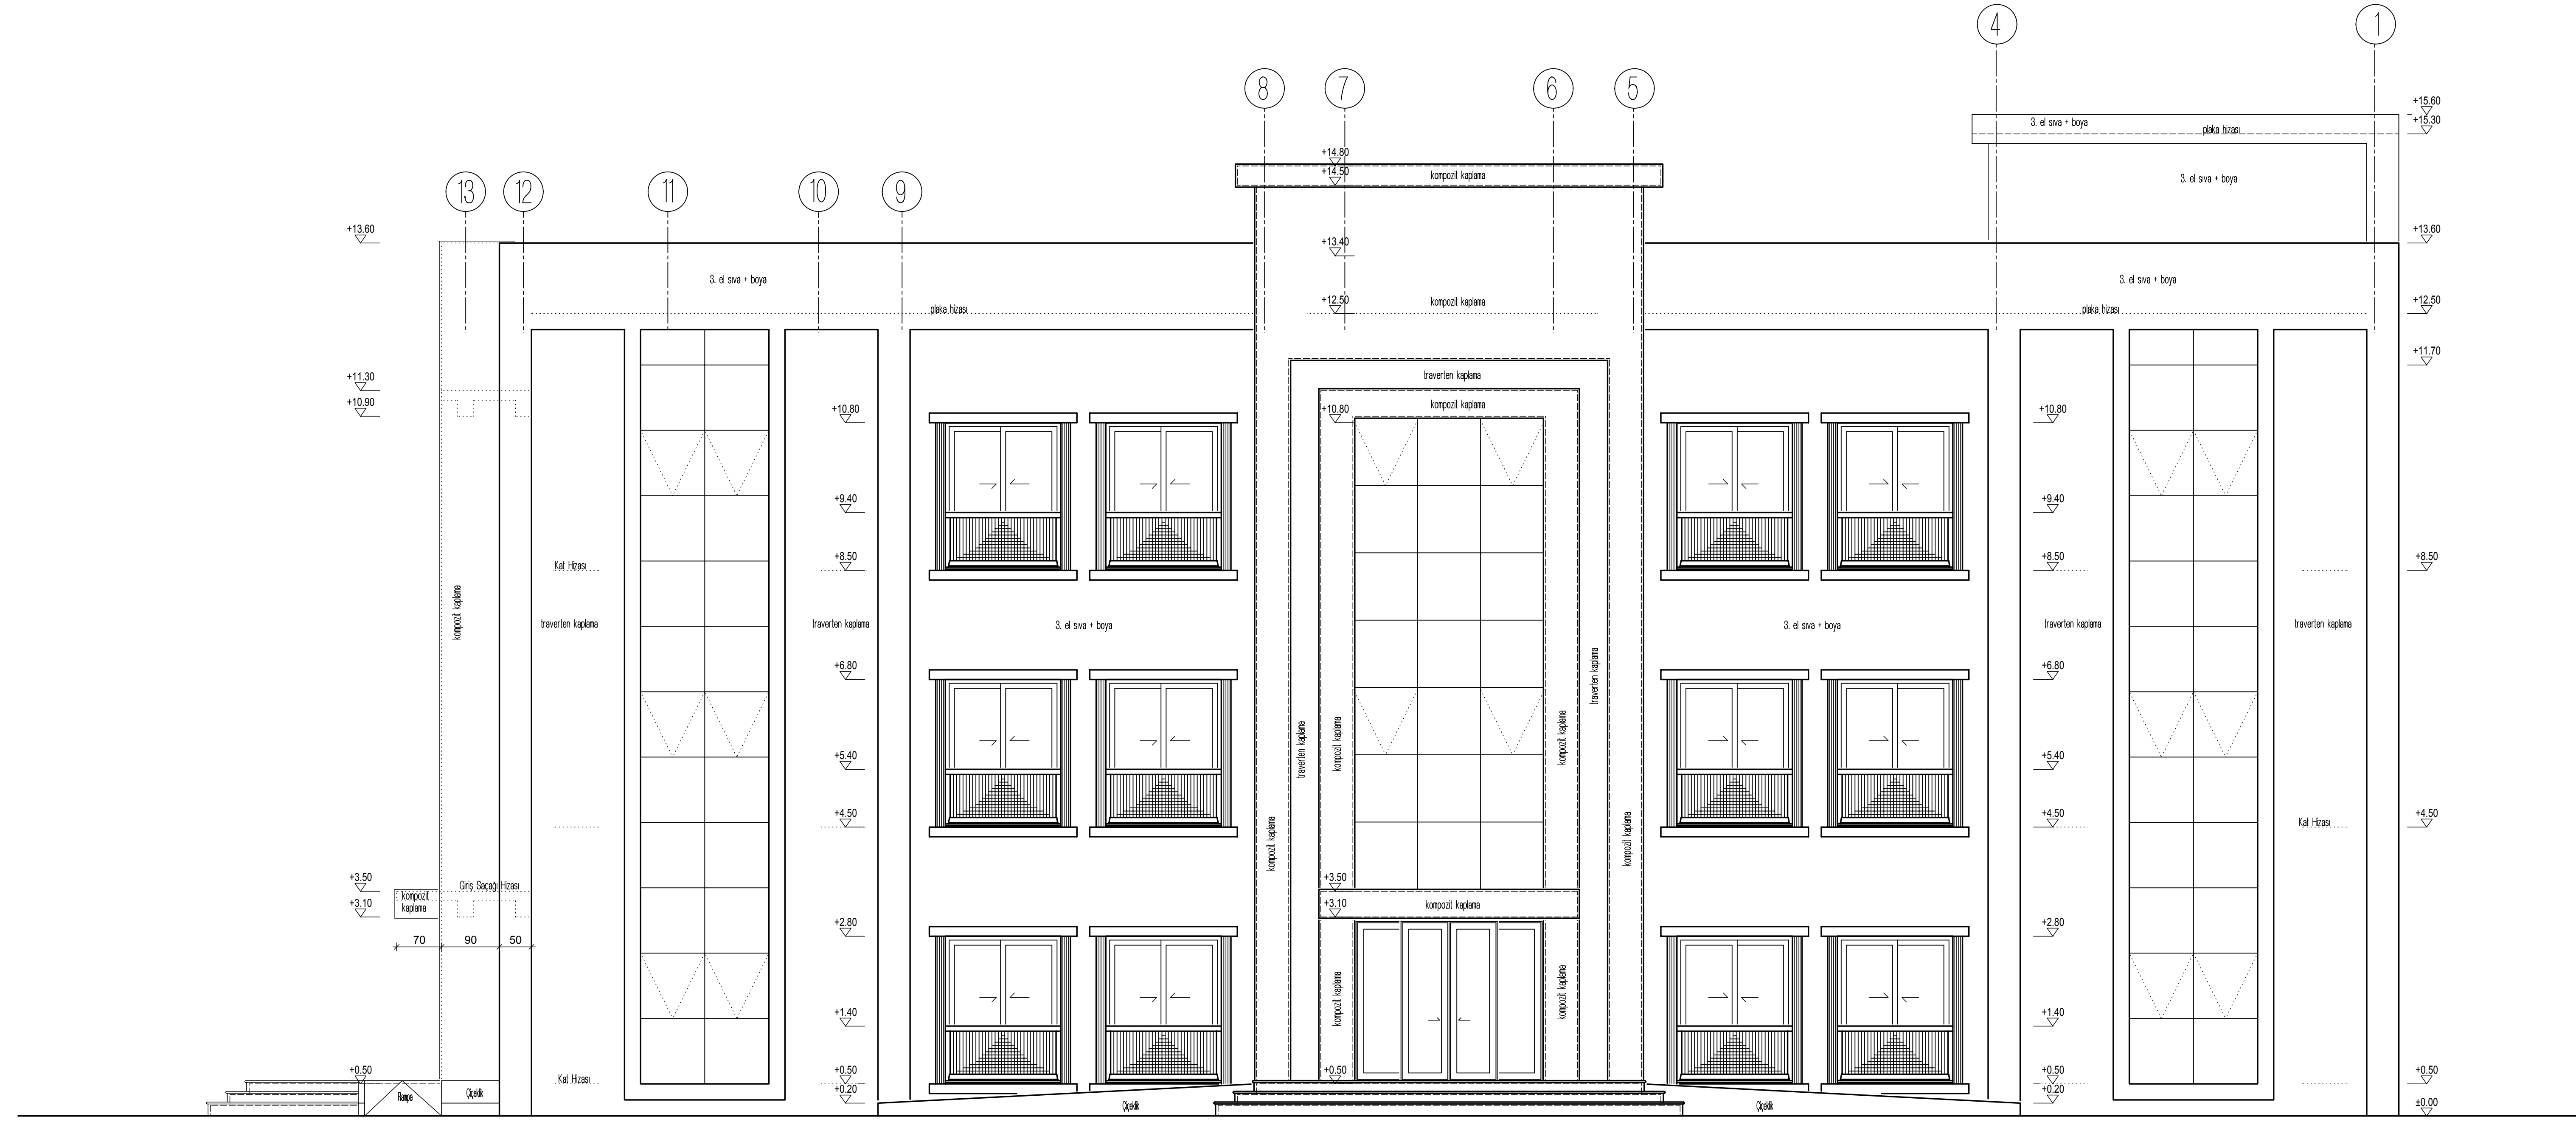 4
1
8
7
6
5
+15.60
3. el sıva + boya
plaka hizası
+15.30
+14.80
+14.50
kompozit kaplama
3. el sıva + boya
13
12
11
10
9
+13.60
+13.40
+13.60
3. el sıva + boya
3. el sıva + boya
plaka hizası
+12.50
kompozit kaplama
plaka hizası
+12.50
+11.70
+11.30
traverten kaplama
+10.90
+10.80
+10.80
kompozit kaplama
+10.80
+9.40
+9.40
Kat Hizası
+8.50
+8.50
+8.50
kompozit kaplama
traverten kaplama
traverten kaplama
3. el sıva + boya
3. el sıva + boya
traverten kaplama
traverten kaplama
+6.80
traverten kaplama
+6.80
traverten kaplama
kompozit kaplama
kompozit kaplama
+5.40
+5.40
+4.50
+4.50
Kat Hizası
+4.50
kompozit kaplama
kompozit kaplama
+3.50
Giriş Saçağı Hizası
+3.50
kompozit
kaplama
+3.10
+3.10
kompozit kaplama
+2.80
+2.80
70
90
50
kompozit kaplama
kompozit kaplama
+1.40
+1.40
+0.50
Kat Hizası
+0.50
+0.50
+0.50
+0.50
Rampa
Çiçeklik
+0.20
+0.20
Çiçeklik
Çiçeklik
±0.00